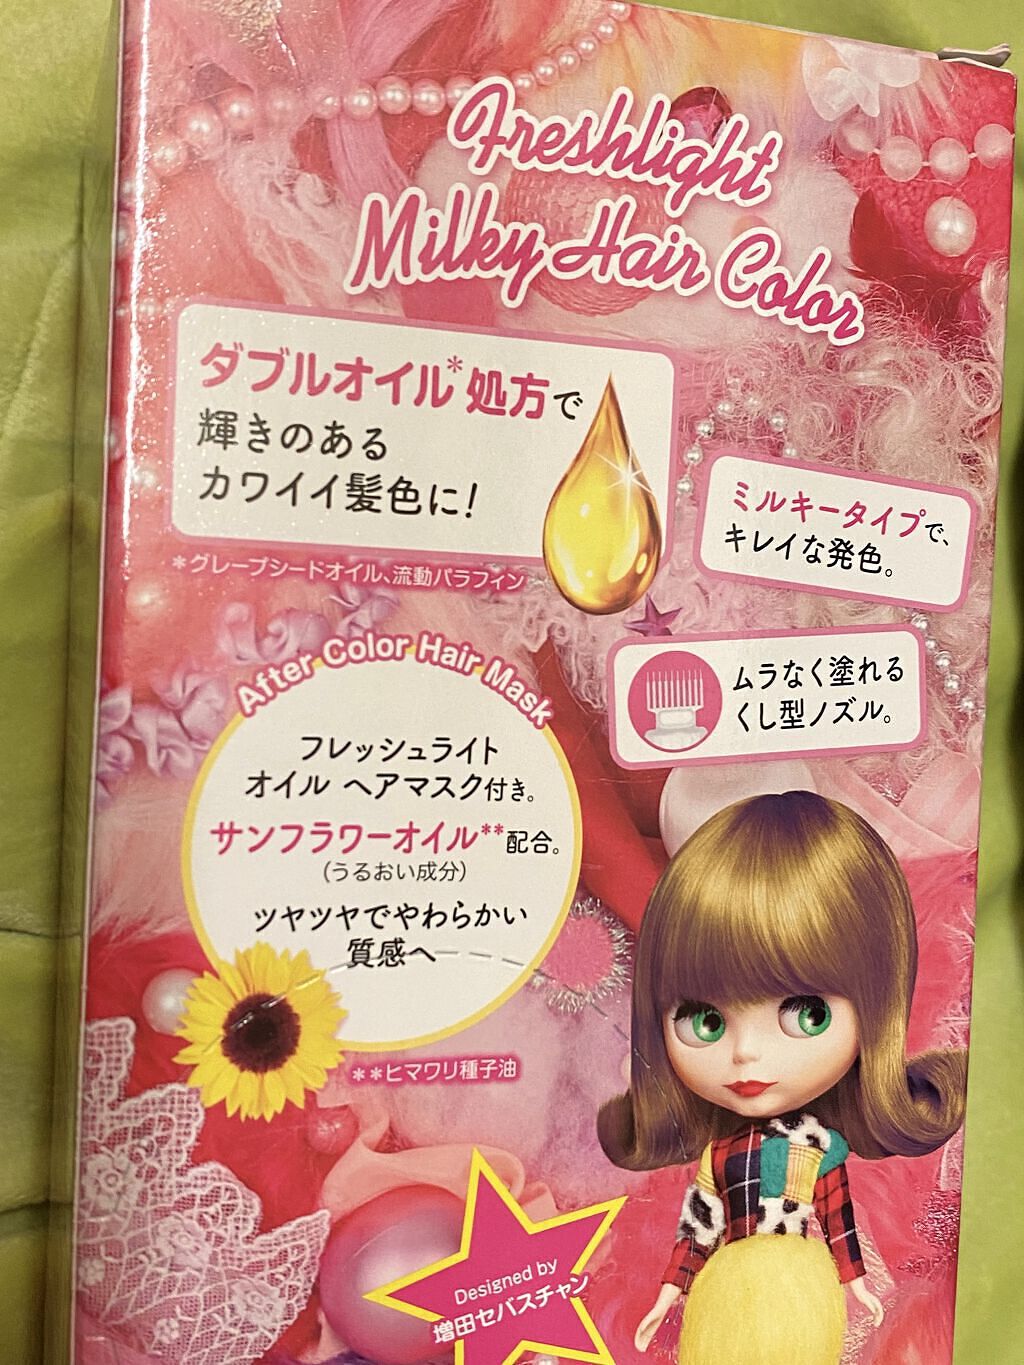 Freshlight
Milky Hair Color
ダブルオイル*処方で
輝きのある
カワイイ髪色に!
*グレープシードオイル、流動パラフィン
ミルキータイプで、
キレイな発色。
ムラなく塗れる
くし型ノズル。
After Color Hair Mask
フレッシュライト
オイル ヘアマスク付き。
サンフラワーオイル**配合。
(うるおい成分)
ツヤツヤでやわらかい
質感へ
**ヒマワリ種子油
Designed by
増田セバスチャン